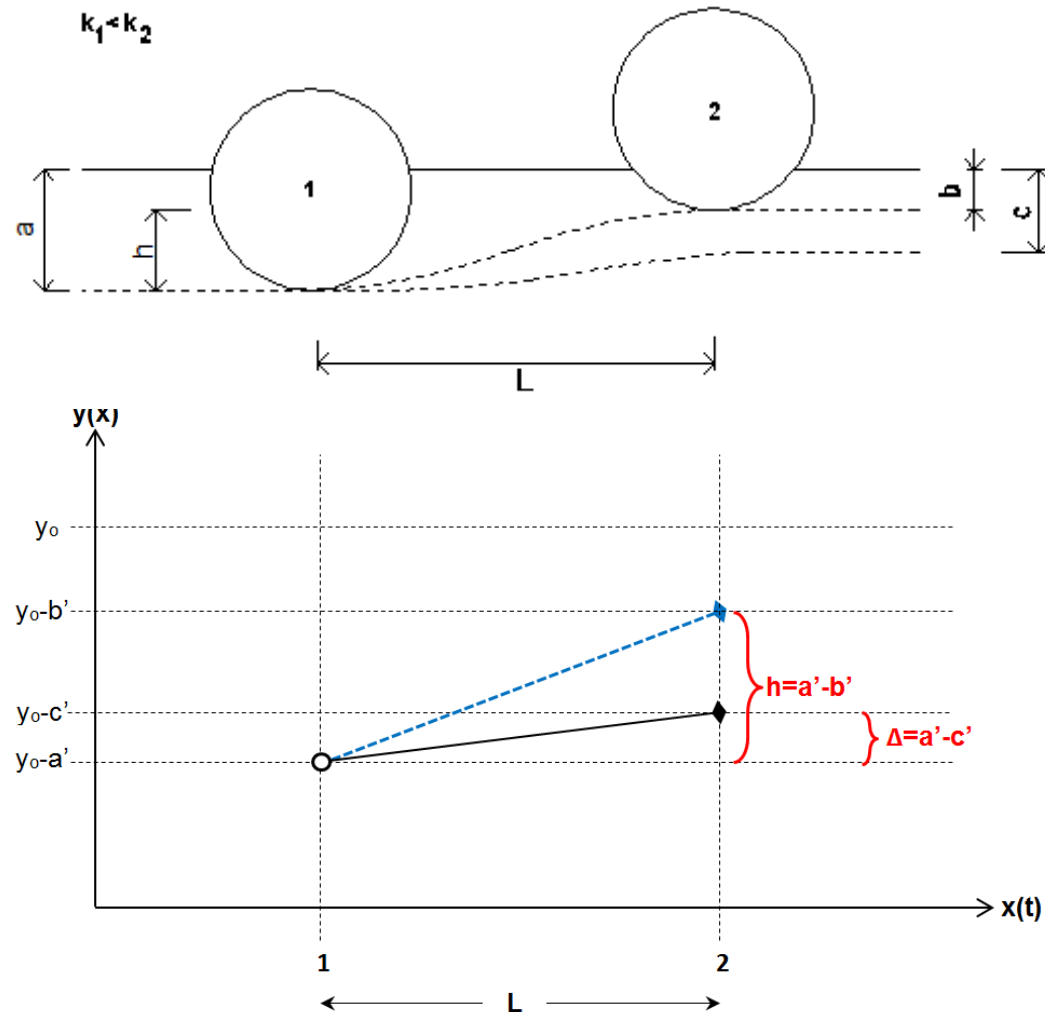 k₁<k₂
1
2
a
h
b
c
L
y(x)
y₀
y₀-b’
y₀-c’
y₀-a’
h=a’-b’
Δ=a’-c’
x(t)
1
2
L